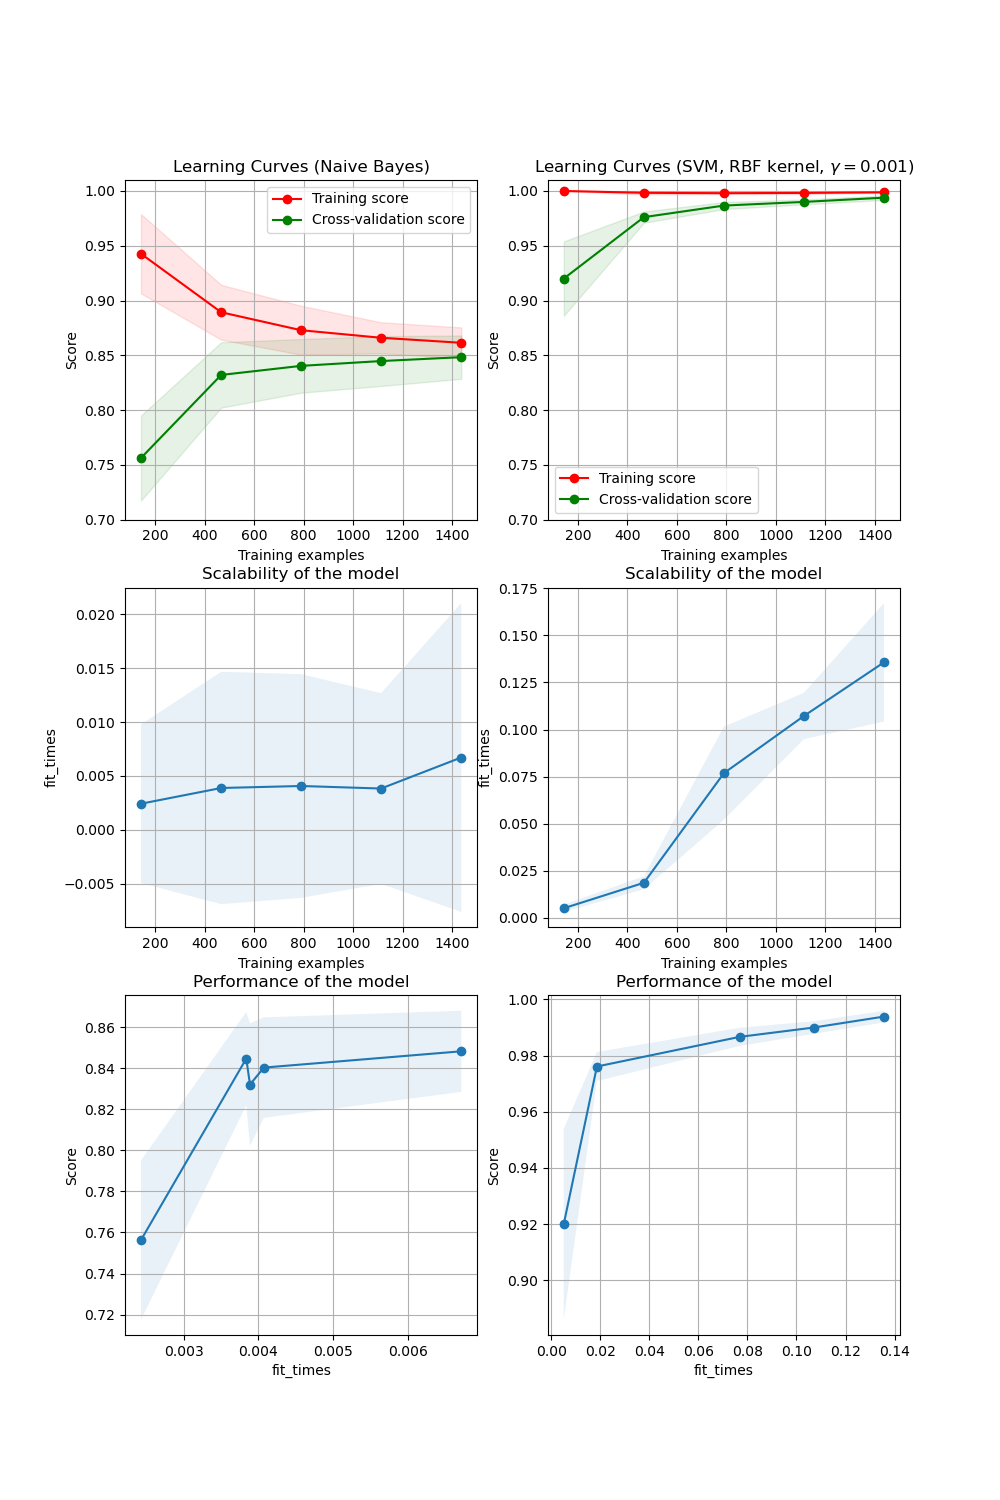 Learning Curves (Naive Bayes)
Score
1.00
0.95
0.90
0.85
0.80
0.75
0.70
Training score
Cross-validation score
200 400 600 800 1000 1200 1400
Training examples
Learning Curves (SVM, RBF kernel, γ = 0.001)
Score
1.00
0.95
0.90
0.85
0.80
0.75
0.70
Training score
Cross-validation score
200 400 600 800 1000 1200 1400
Training examples
Scalability of the model
fit_times
0.020
0.015
0.010
0.005
0.000
−0.005
200 400 600 800 1000 1200 1400
Training examples
Scalability of the model
fit_times
0.175
0.150
0.125
0.100
0.075
0.050
0.025
0.000
200 400 600 800 1000 1200 1400
Training examples
Performance of the model
Score
0.86
0.84
0.82
0.80
0.78
0.76
0.74
0.72
0.003 0.004 0.005 0.006
fit_times
Performance of the model
Score
1.00
0.98
0.96
0.94
0.92
0.90
0.00 0.02 0.04 0.06 0.08 0.10 0.12 0.14
fit_times